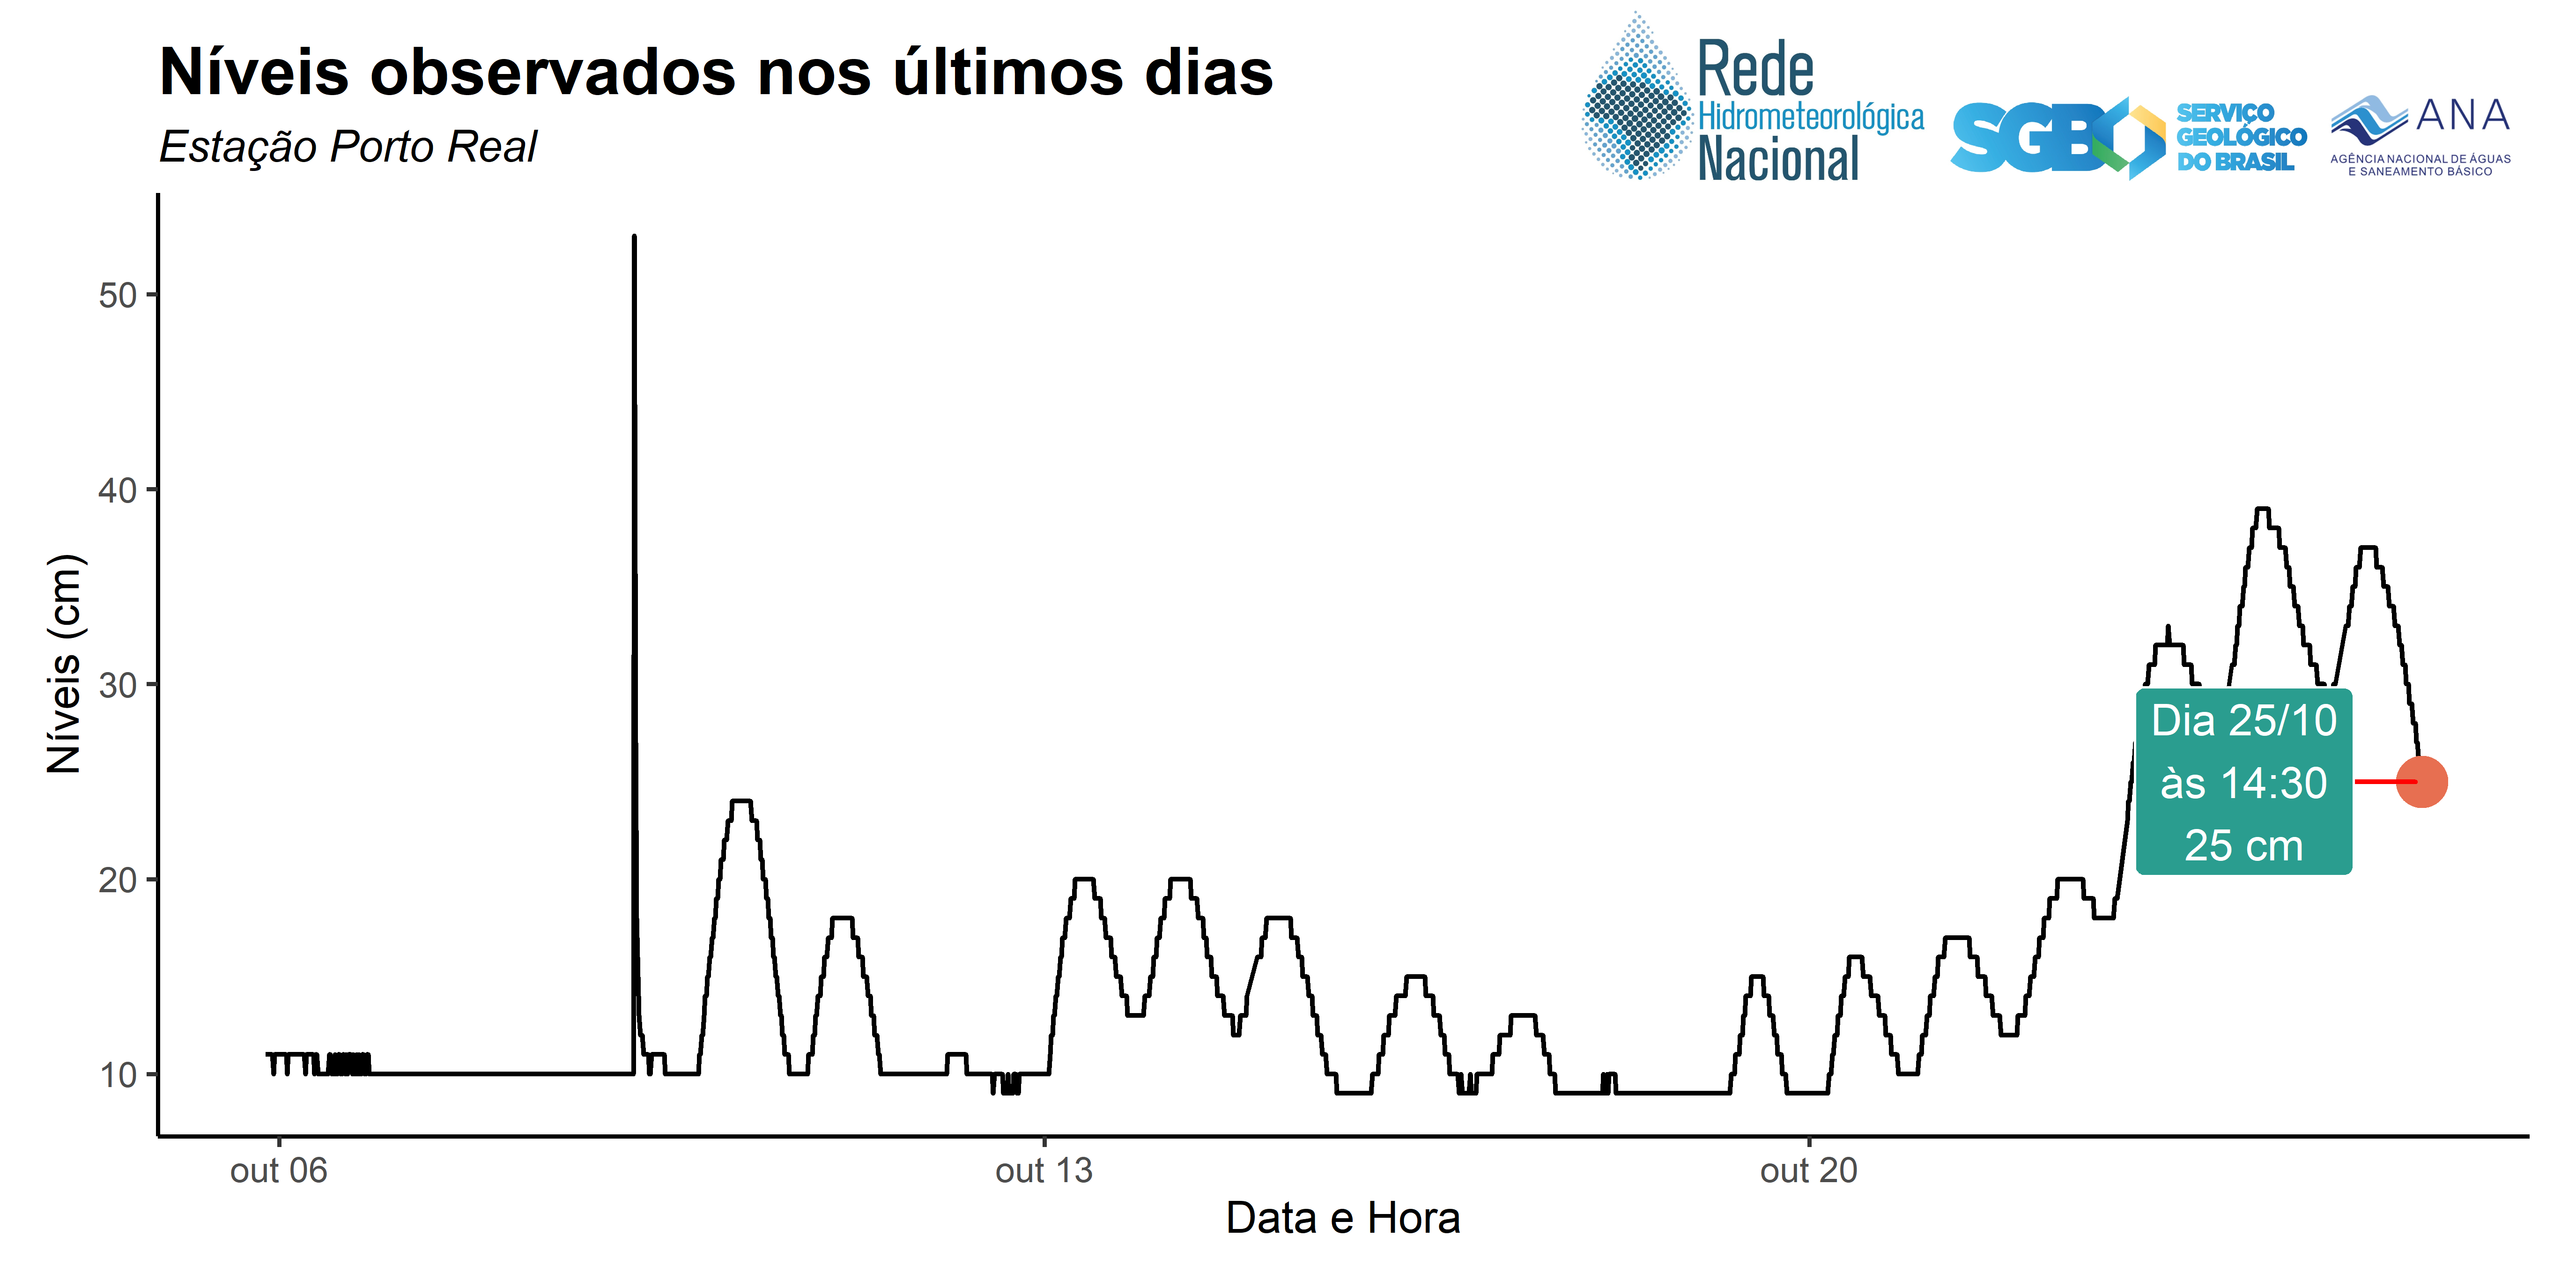 Níveis observados nos últimos dias
Estação Porto Real
Rede
Hidrometeorológica
Nacional
SGB
SERVIÇO
GEOLÓGICO
DO BRASIL
ANA
AGÊNCIA NACIONAL DE ÁGUAS
E SANEAMENTO BÁSICO
Níveis (cm)
50
40
30
20
10
Dia 25/10
às 14:30
25 cm
out 06
out 13
out 20
Data e Hora